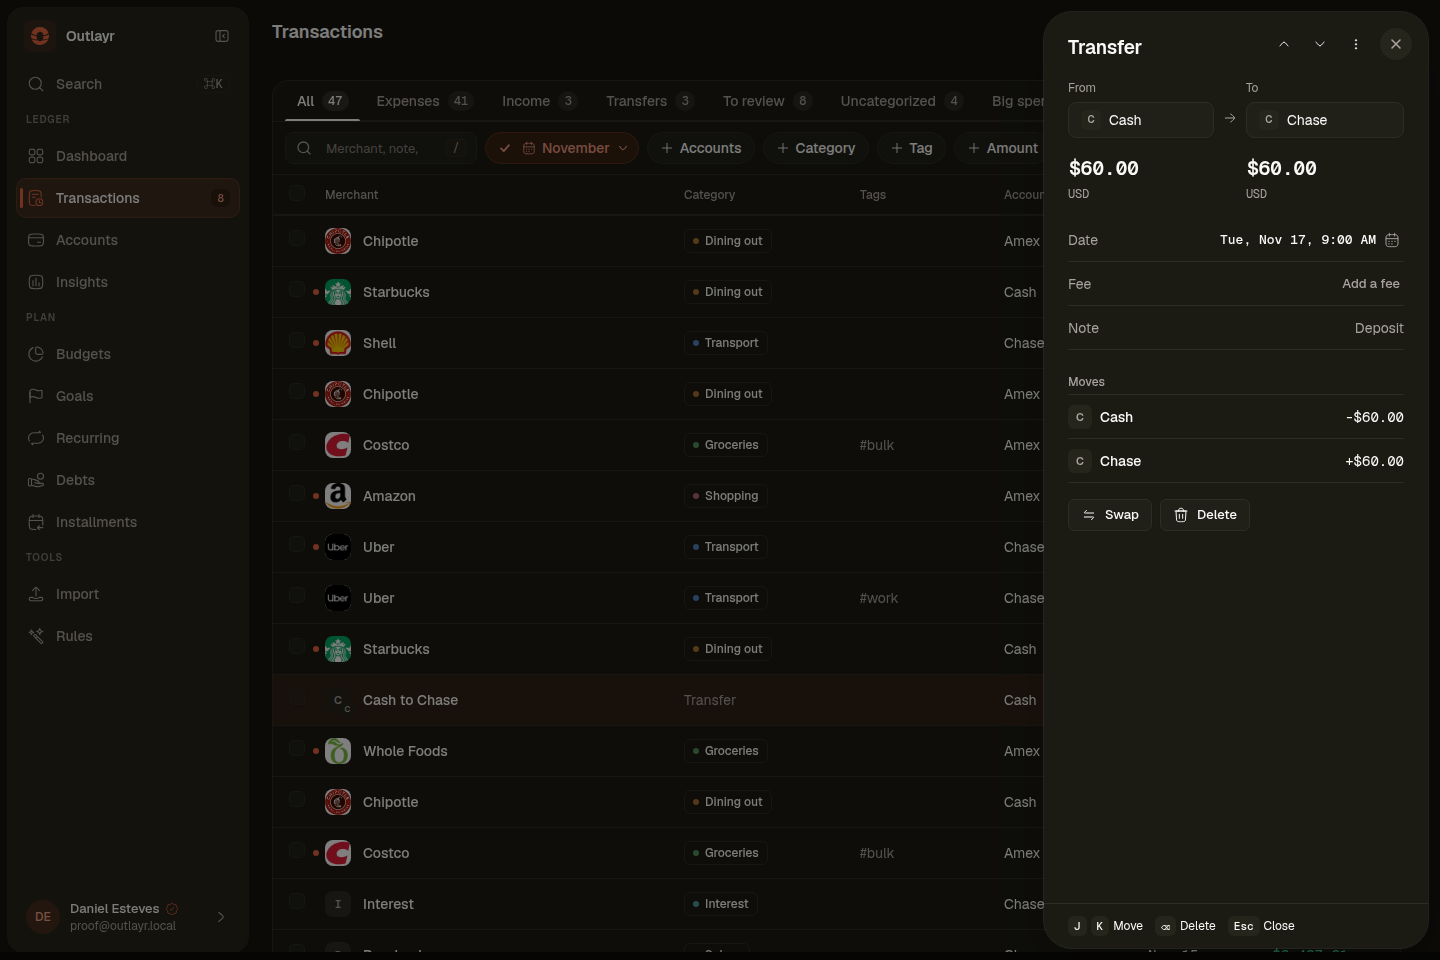 Outlayr
Search ⌘K
LEDGER
Dashboard
Transactions 8
Accounts
Insights
PLAN
Budgets
Goals
Recurring
Debts
Installments
TOOLS
Import
Rules
DE Daniel Esteves
proof@outlayr.local
Transactions
All 47 Expenses 41 Income 3 Transfers 3 To review 8 Uncategorized 4 Big spen
Merchant, note, / November Accounts Category Tag Amount
Merchant Category Tags Accoun
Chipotle Dining out Amex
Starbucks Dining out Cash
Shell Transport Chase
Chipotle Dining out Amex
Costco Groceries #bulk Amex
Amazon Shopping Amex
Uber Uber Transport Chase
Uber Uber Transport #work Chase
Starbucks Dining out Cash
C C Cash to Chase Transfer Cash
Whole Foods Groceries Amex
Chipotle Dining out Cash
Costco Groceries #bulk Amex
I Interest Interest Chase
Transfer
From To
C Cash → C Chase
$60.00 $60.00
USD USD
Date Tue, Nov 17, 9:00 AM
Fee Add a fee
Note Deposit
Moves
C Cash -$60.00
C Chase +$60.00
Swap Delete
J K Move ⌫ Delete Esc Close